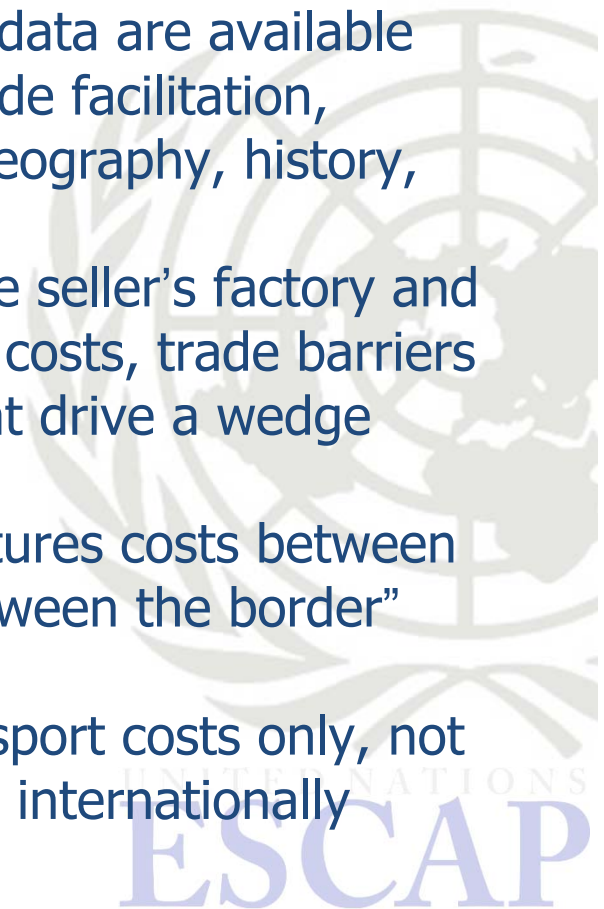 data are available
de facilitation,
eography, history,
e seller’s factory and
costs, trade barriers
at drive a wedge
tures costs between
ween the border”
sport costs only, not
internationally
UNITED NATIONS
ESCAP